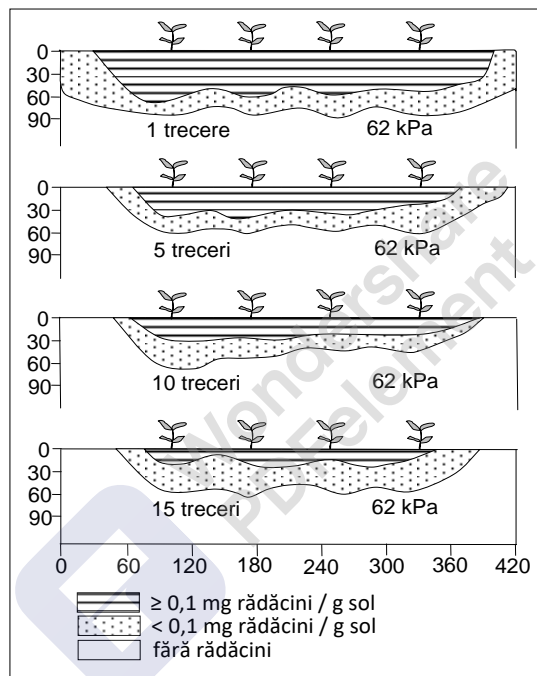 0
30
60
90
1 trecere 62 kPa
0
30
60
90
5 treceri 62 kPa
0
30
60
90
10 treceri 62 kPa
0
30
60
90
15 treceri 62 kPa
0 60 120 180 240 300 360 420
≥ 0,1 mg rădăcini / g sol
< 0,1 mg rădăcini / g sol
fără rădăcini
Wondershare
PDFelement